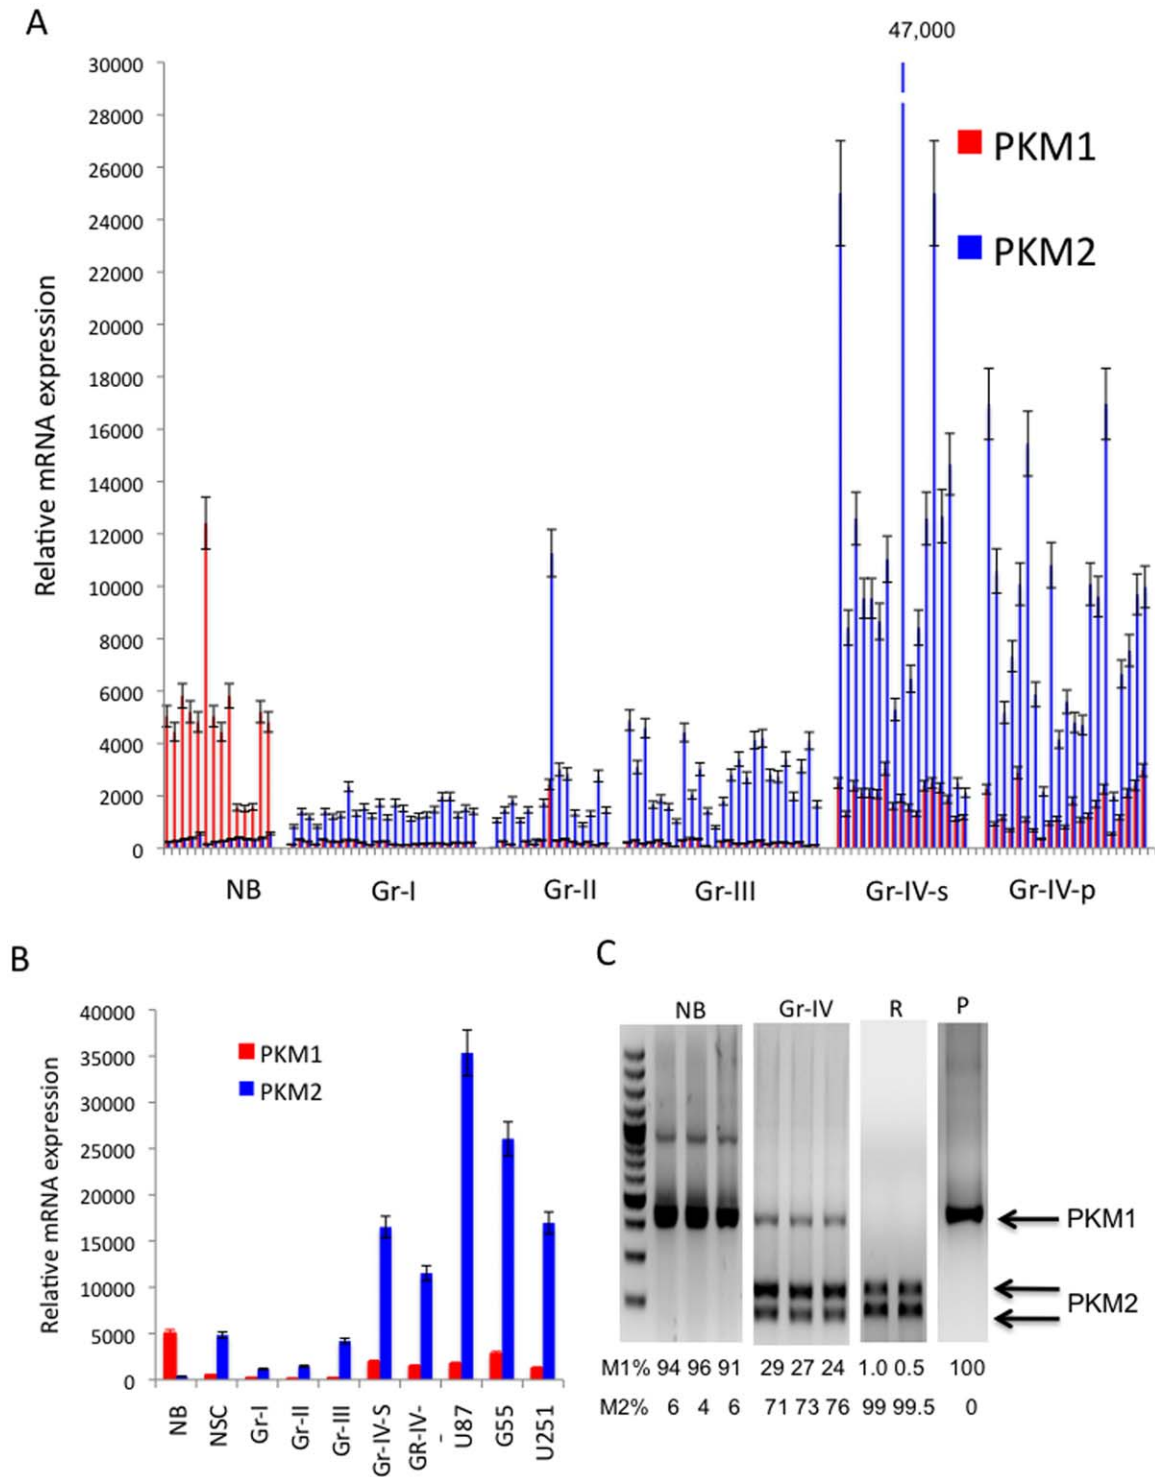 A
47,000
30000
28000
26000
24000
22000
20000
18000
16000
14000
12000
10000
8000
6000
4000
2000
0
Relative mRNA expression
PKM1
PKM2
NB Gr-I Gr-II Gr-III Gr-IV-s Gr-IV-p
B
40000
35000
30000
25000
20000
15000
10000
5000
0
Relative mRNA expression
PKM1
PKM2
NB
NSC
Gr-I
Gr-II
Gr-III
Gr-IV-S
GR-IV-
U87
G55
U251
C
NB Gr-IV R P
PKM1
PKM2
M1% 94 96 91 29 27 24 1.0 0.5 100
M2% 6 4 6 71 73 76 99 99.5 0